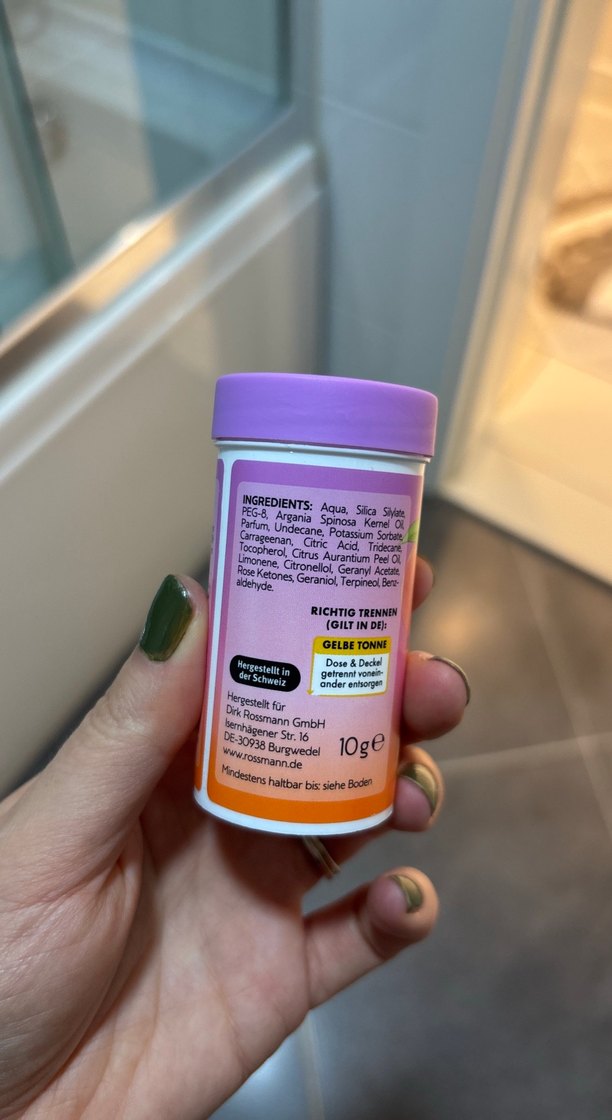 INGREDIENTS: Aqua, Silica Silylate,
PEG-8, Argania Spinosa Kernel Oil,
Parfum, Undecane, Potassium Sorbate,
Carrageenan, Citric Acid, Tridecane,
Tocopherol, Citrus Aurantium Peel Oil,
Limonene, Citronellol, Geranyl Acetate,
Rose Ketones, Geraniol, Terpineol, Benz-
aldehyde.
RICHTIG TRENNEN
(GILT IN DE):
GELBE TONNE
Dose & Deckel
getrennt vonein-
ander entsorgen
Hergestellt in
der Schweiz
Hergestellt für
Dirk Rossmann GmbH
Isernhägener Str. 16
DE-30938 Burgwedel
www.rossmann.de
10 g e
Mindestens haltbar bis: siehe Boden